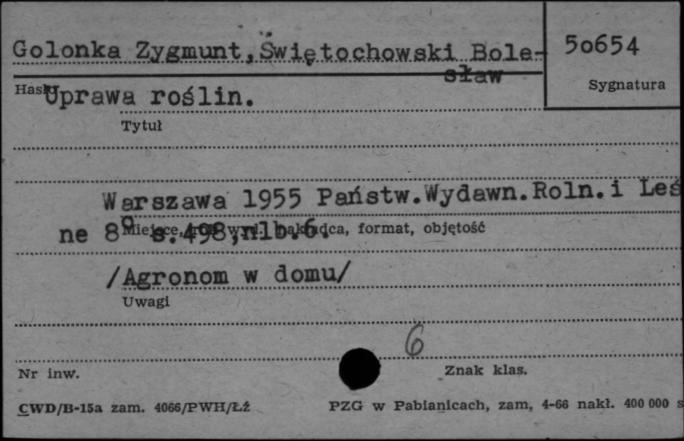 Golonka Zygmunt, Świętochowski Bole-
sław
50654
Hasło
Sygnatura
Uprawa roślin.
Tytuł
Warszawa 1955 Państw.Wydawn.Roln.i Leś
ne 8° s.498,nlb.6.
Miejsce, rok wyd., nakładca, format, objętość
/Agronom w domu/
Uwagi
6
Nr inw.
Znak klas.
CWD/B-15a zam. 4066/PWH/Łż
PZG w Pabianicach, zam, 4-66 nakł. 400 000 s